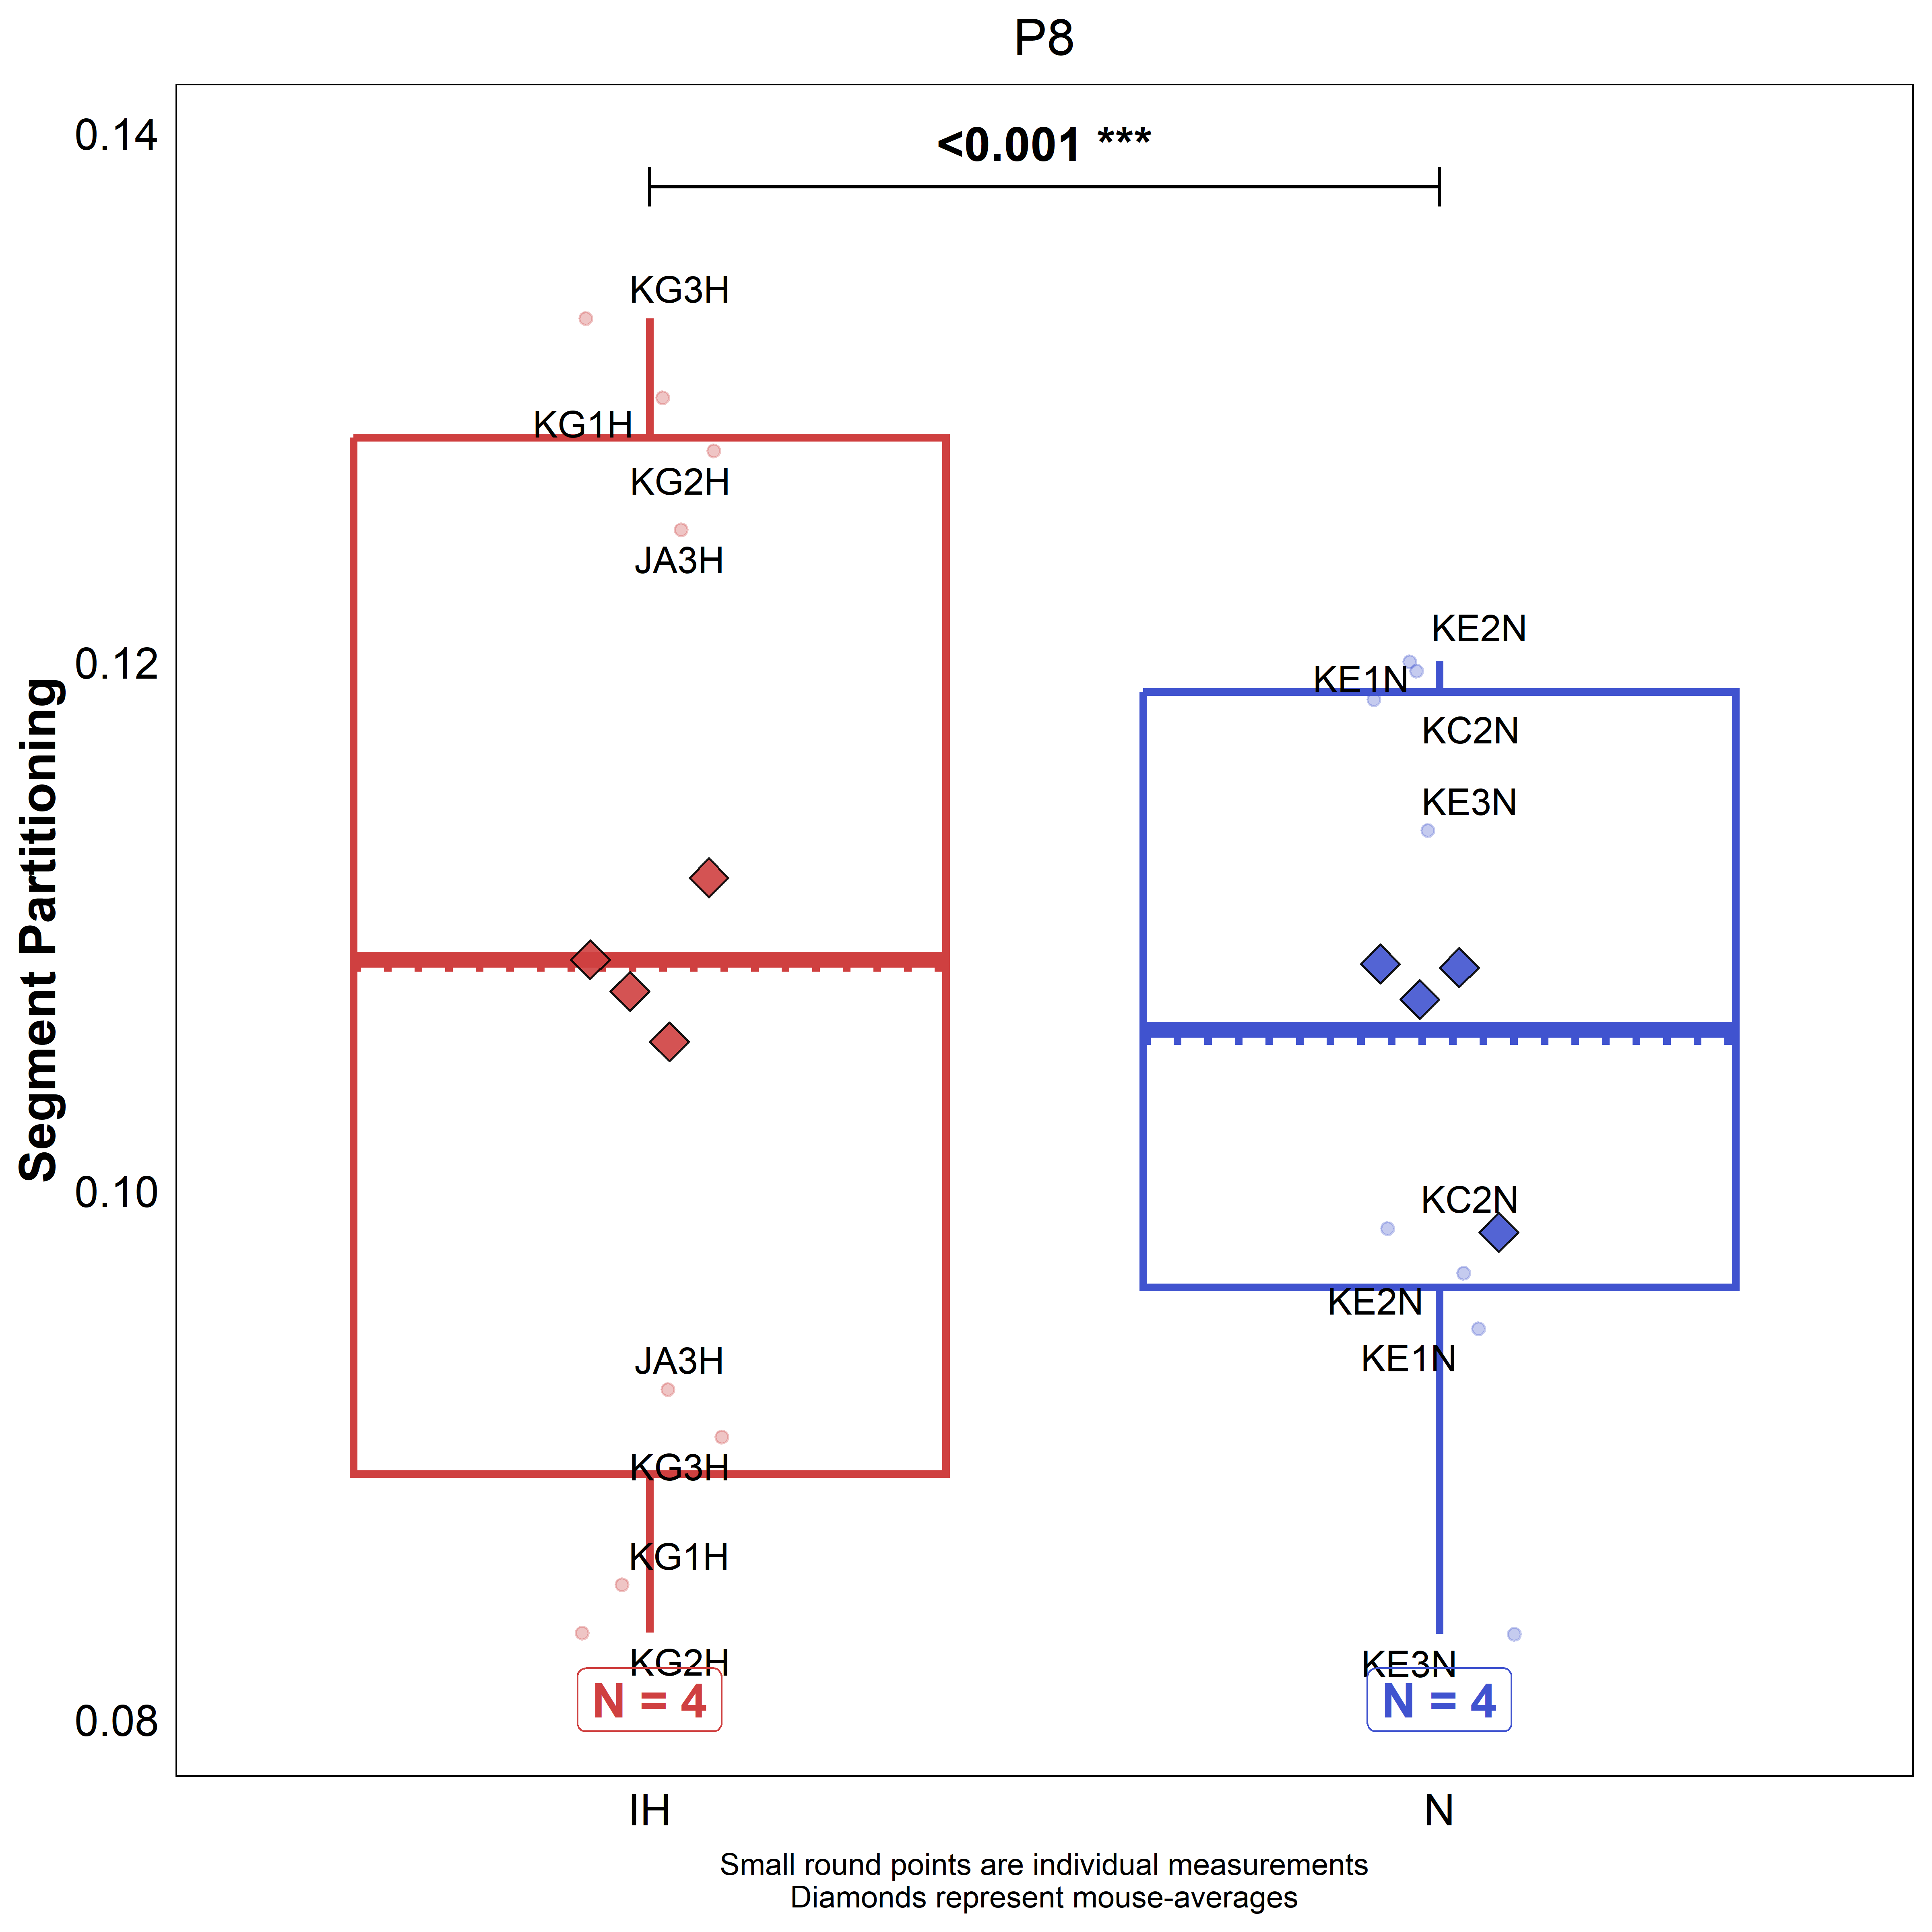 P8
0.14
<0.001 ***
KG3H
KG1H
KG2H
JA3H
0.12
KE2N
KE1N
KC2N
KE3N
Segment Partitioning
0.10
KC2N
KE2N
KE1N
JA3H
KG3H
KG1H
KG2H
KE3N
N = 4
N = 4
0.08
IH
N
Small round points are individual measurements
Diamonds represent mouse-averages